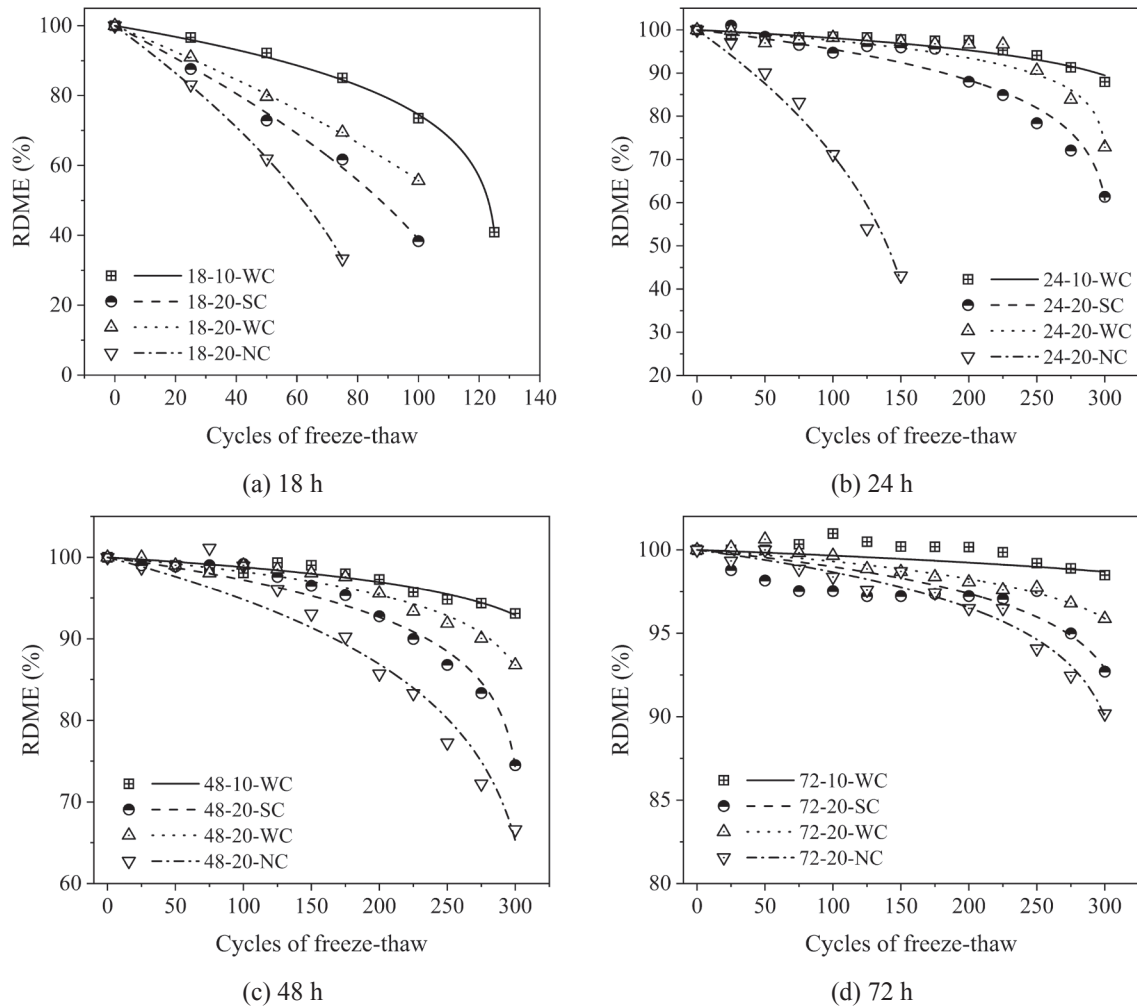 100
80
60
40
20
0
RDME (%)
18-10-WC
18-20-SC
18-20-WC
18-20-NC
0 20 40 60 80 100 120 140
Cycles of freeze-thaw
(a) 18 h
100
90
80
70
60
50
40
30
20
RDME (%)
24-10-WC
24-20-SC
24-20-WC
24-20-NC
0 50 100 150 200 250 300
Cycles of freeze-thaw
(b) 24 h
100
90
80
70
60
RDME (%)
48-10-WC
48-20-SC
48-20-WC
48-20-NC
0 50 100 150 200 250 300
Cycles of freeze-thaw
(c) 48 h
100
95
90
85
80
RDME (%)
72-10-WC
72-20-SC
72-20-WC
72-20-NC
0 50 100 150 200 250 300
Cycles of freeze-thaw
(d) 72 h